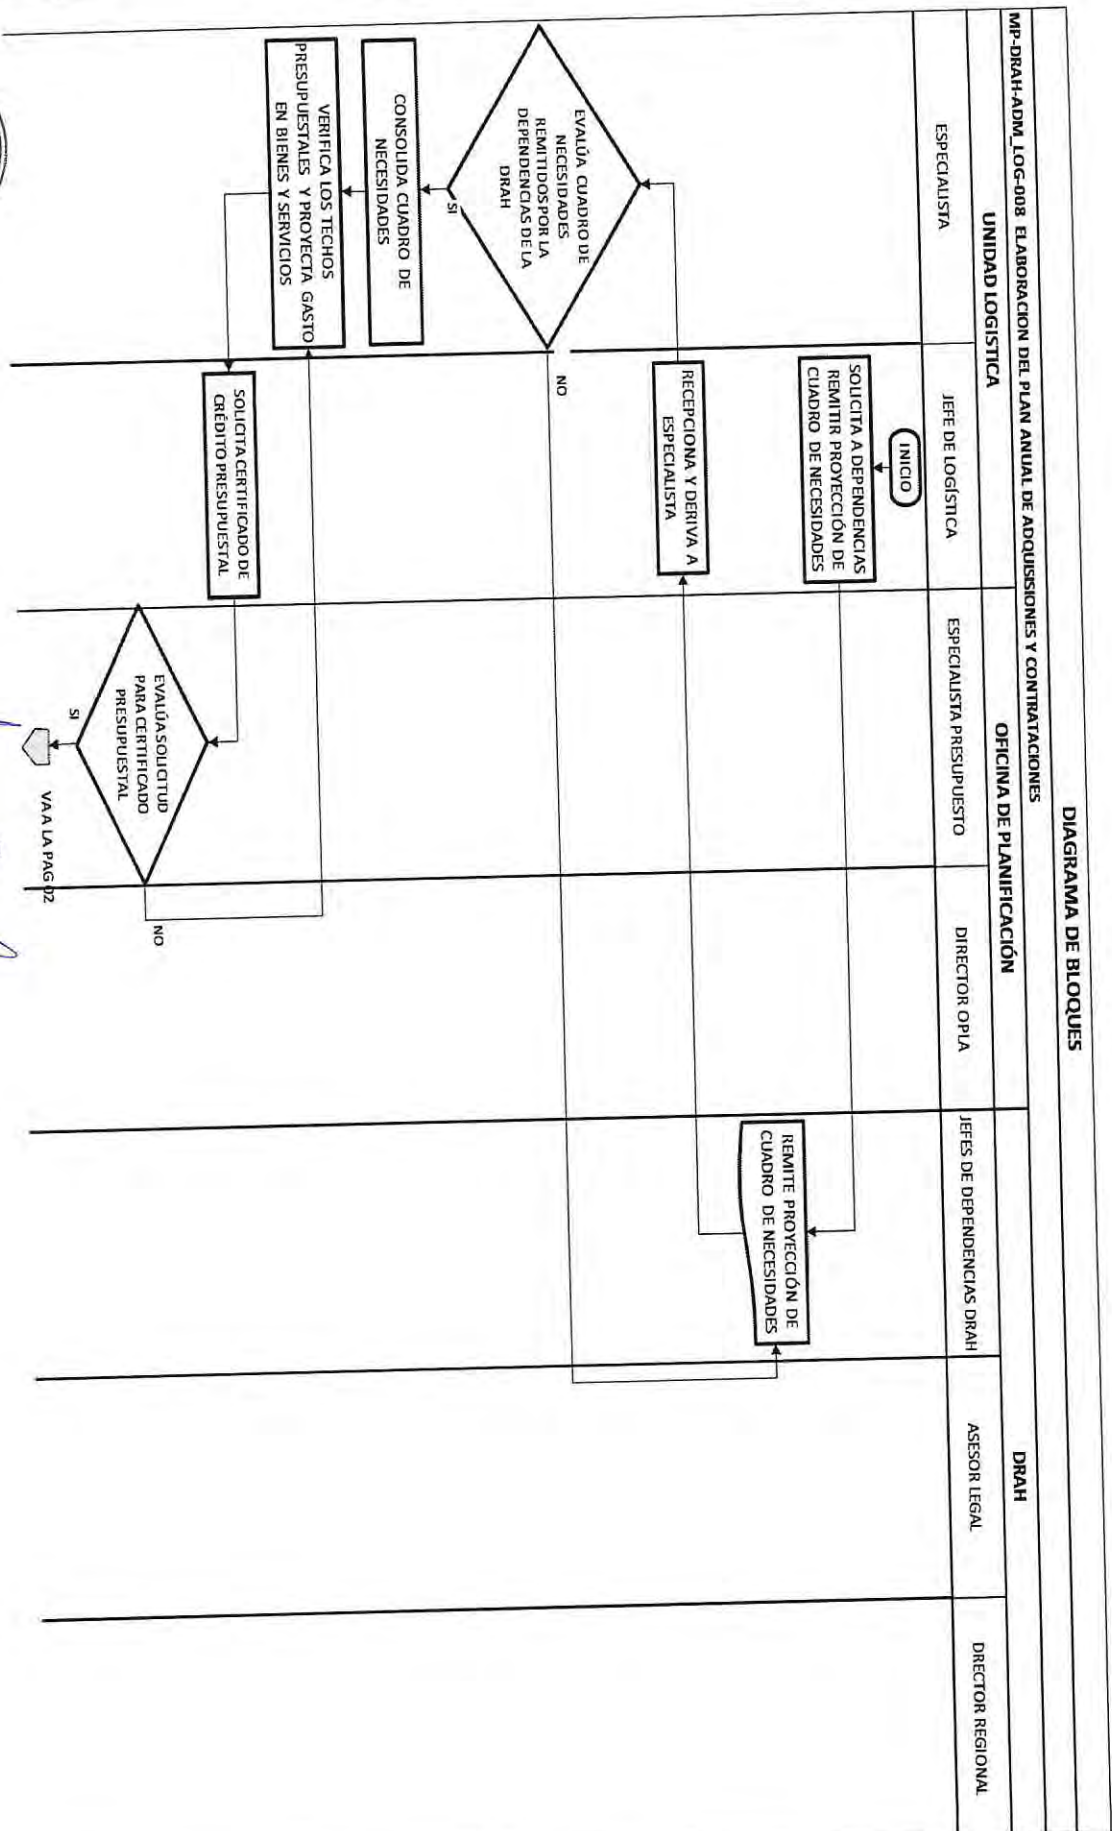 DIAGRAMA DE BLOQUES
MP-DRAH-ADM_LOG-008 ELABORACION DEL PLAN ANUAL DE ADQUISISIONES Y CONTRATACIONES
UNIDAD LOGISTICA
OFICINA DE PLANIFICACIÓN
DRAH
ESPECIALISTA
JEFE DE LOGÍSTICA
ESPECIALISTA PRESUPUESTO
DIRECTOR OPLA
JEFES DE DEPENDENCIAS DRAH
ASESOR LEGAL
DRECTOR REGIONAL
INICIO
SOLICITA A DEPENDENCIAS
REMITIR PROYECCIÓN DE
CUADRO DE NECESIDADES
REMITE PROYECCIÓN DE
CUADRO DE NECESIDADES
RECEPCIONA Y DERIVA A
ESPECIALISTA
EVALÚA CUADRO DE
NECESIDADES
REMITIDOS POR LA
DEPENDENCIAS DE LA
DRAH
NO
SI
CONSOLIDA CUADRO DE
NECESIDADES
VERIFICA LOS TECHOS
PRESUPUESTALES Y PROYECTA GASTO
EN BIENES Y SERVICIOS
SOLICITA CERTIFICADO DE
CRÉDITO PRESUPUESTAL
EVALÚA SOLICITUD
PARA CERTIFICADO
PRESUPUESTAL
NO
SI
VA A LA PAG 02